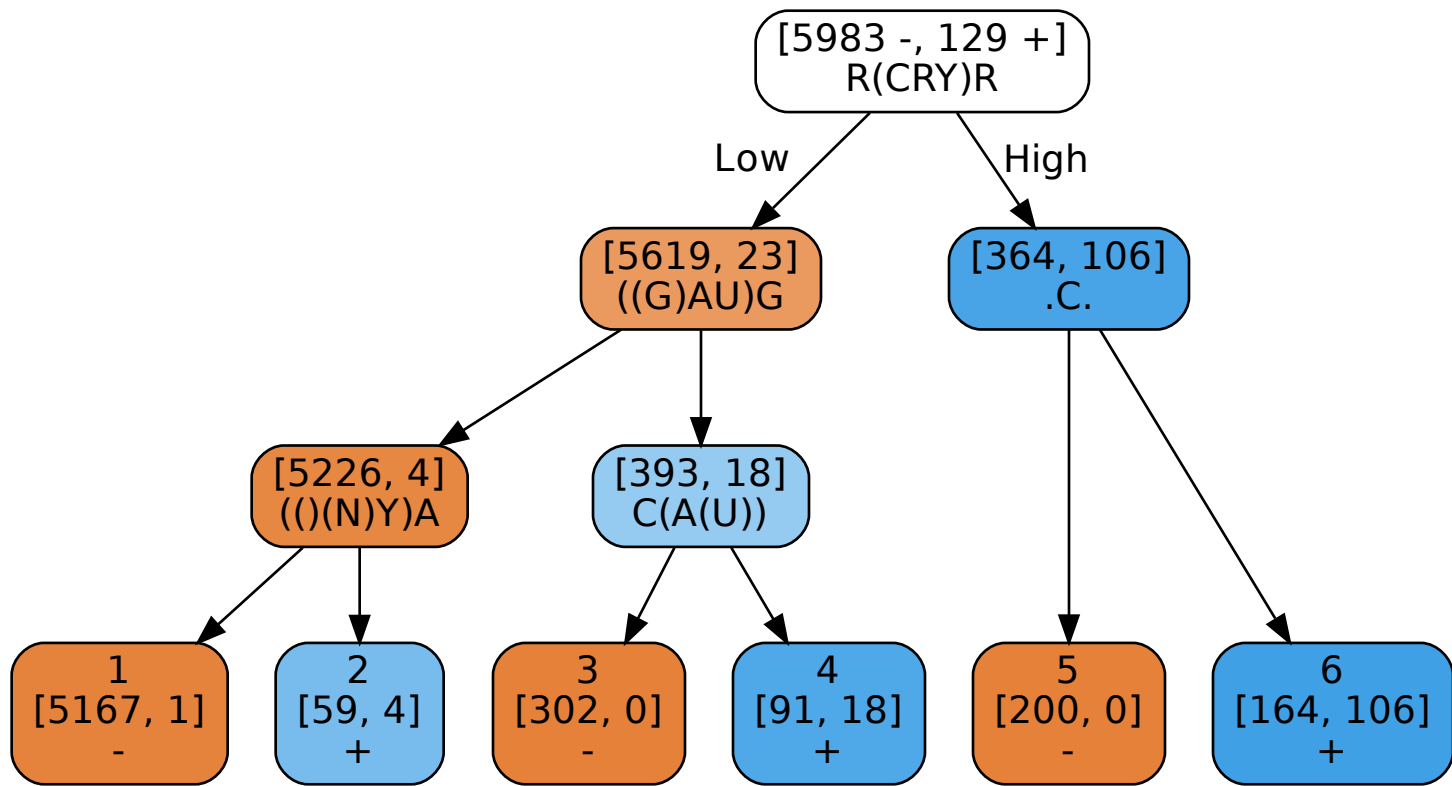 [5983 -, 129 +]
R(CRY)R
Low
High
[5619, 23]
((G)AU)G
[364, 106]
.C.
[5226, 4]
(()(N)Y)A
[393, 18]
C(A(U))
1
[5167, 1]
-
2
[59, 4]
+
3
[302, 0]
-
4
[91, 18]
+
5
[200, 0]
-
6
[164, 106]
+